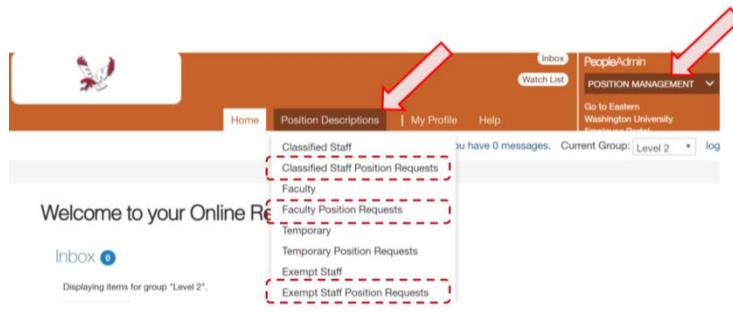 Inbox
PeopleAdmin
Watch List
POSITION MANAGEMENT
Go to Eastern
Washington University
Employee Portal
Home Position Descriptions | My Profile Help
ou have 0 messages. Current Group: Level 2 log
Classified Staff
Classified Staff Position Requests
Faculty
Welcome to your Online Re
Faculty Position Requests
Temporary
Temporary Position Requests
Inbox 0
Exempt Staff
Displaying items for group "Level 2".
Exempt Staff Position Requests